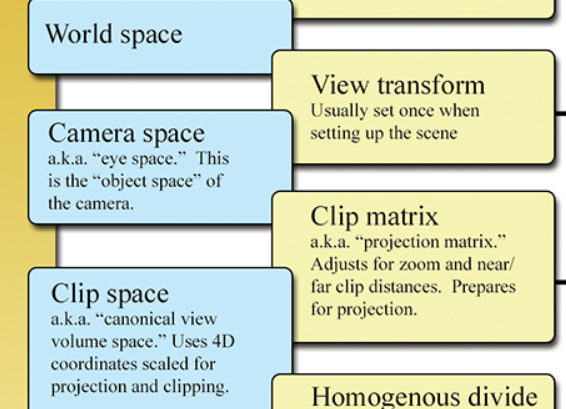 World space
View transform
Usually set once when
setting up the scene
Camera space
a.k.a. “eye space.” This
is the “object space” of
the camera.
Clip matrix
a.k.a. “projection matrix.”
Adjusts for zoom and near/
far clip distances. Prepares
for projection.
Clip space
a.k.a. “canonical view
volume space.” Uses 4D
coordinates scaled for
projection and clipping.
Homogenous divide